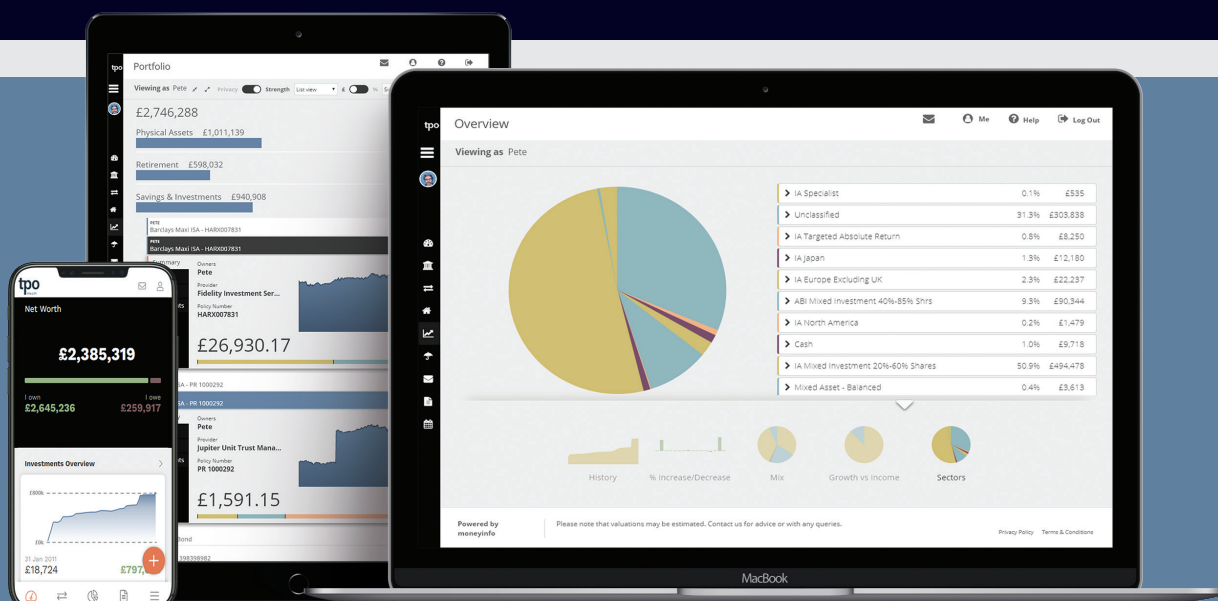 tpo
Portfolio
Viewing as Pete
Privacy
Strength
List view
£
%
£2,746,288
Physical Assets £1,011,139
Retirement £598,032
Savings & Investments £940,908
PETE
Barclays Maxi ISA - HARX007831
PETE
Barclays Maxi ISA - HARX007831
Summary
Owners
Pete
Provider
Fidelity Investment Ser...
Policy Number
HARX007831
£26,930.17
ISA - PR 1000292
ISA - PR 1000292
Owners
Pete
Provider
Jupiter Unit Trust Mana...
Policy Number
PR 1000292
£1,591.15
Bond
198398982
tpo
Net Worth
£2,385,319
I own
I owe
£2,645,236
£259,917
Investments Overview
£800k
£0k
31 Jan 2011
£18,724
tpo
Overview
Me
Help
Log Out
Viewing as Pete
IA Specialist 0.1% £535
Unclassified 31.3% £303,838
IA Targeted Absolute Return 0.8% £8,250
IA Japan 1.3% £12,180
IA Europe Excluding UK 2.3% £22,237
ABI Mixed Investment 40%-85% Shrs 9.3% £90,344
IA North America 0.2% £1,479
Cash 1.0% £9,718
IA Mixed Investment 20%-60% Shares 50.9% £494,478
Mixed Asset - Balanced 0.4% £3,613
History
% Increase/Decrease
Mix
Growth vs Income
Sectors
Powered by
moneyinfo
Please note that valuations may be estimated. Contact us for advice or with any queries.
Privacy Policy
Terms & Conditions
MacBook